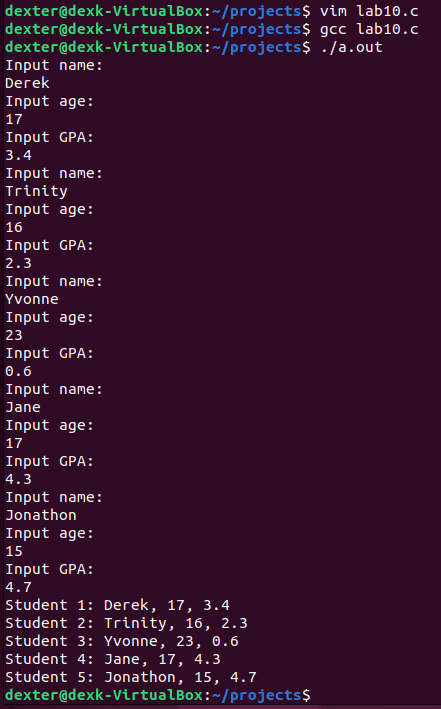 dexter@dexk-VirtualBox:~/projects$ vim lab10.c
dexter@dexk-VirtualBox:~/projects$ gcc lab10.c
dexter@dexk-VirtualBox:~/projects$ ./a.out
Input name:
Derek
Input age:
17
Input GPA:
3.4
Input name:
Trinity
Input age:
16
Input GPA:
2.3
Input name:
Yvonne
Input age:
23
Input GPA:
0.6
Input name:
Jane
Input age:
17
Input GPA:
4.3
Input name:
Jonathon
Input age:
15
Input GPA:
4.7
Student 1: Derek, 17, 3.4
Student 2: Trinity, 16, 2.3
Student 3: Yvonne, 23, 0.6
Student 4: Jane, 17, 4.3
Student 5: Jonathon, 15, 4.7
dexter@dexk-VirtualBox:~/projects$